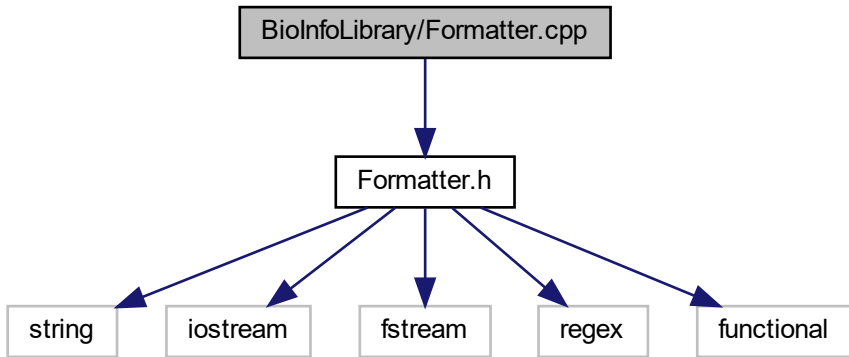 BioInfoLibrary/Formatter.cpp
Formatter.h
string
iostream
fstream
regex
functional